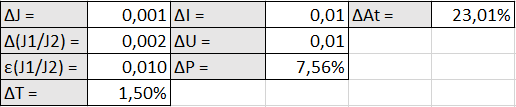 ΔJ = 0,001 ΔI = 0,01 ΔAt = 23,01%
Δ(J1/J2) = 0,002 ΔU = 0,01
ε(J1/J2) = 0,010 ΔP = 7,56%
ΔT = 1,50%